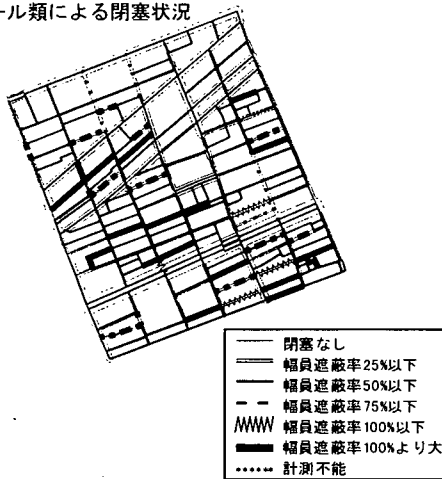 ール類による閉塞状況
閉塞なし
幅員遮蔽率25%以下
幅員遮蔽率50%以下
幅員遮蔽率75%以下
幅員遮蔽率100%以下
幅員遮蔽率100%より大
計測不能